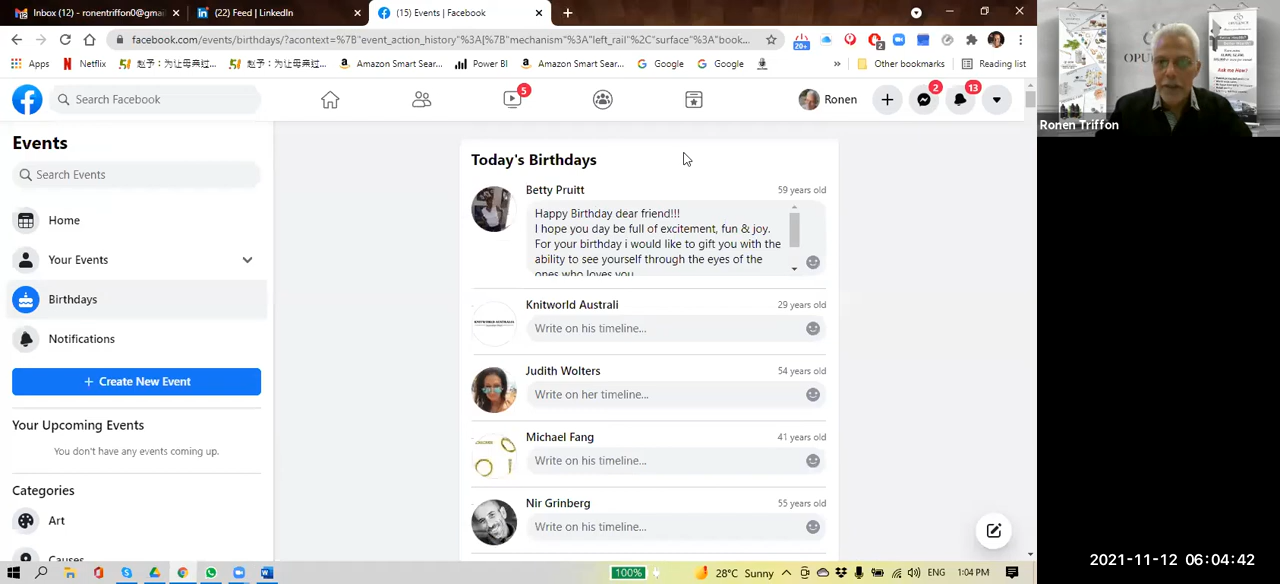 Inbox (12) - ronentriffon0@gmai
(22) Feed | LinkedIn
(15) Events | Facebook
facebook.com/events/birthdays/?acontext=%7B"event_action_history"%3A[%7B"mechanism"%3A"left_rail"%2C"surface"%3A"book...
Apps
Netflix
Amazon Smart Sear...
Power BI
Amazon Smart Sear...
Google
Google
»
Other bookmarks
Reading list
20+
2
Search Facebook
5
Ronen
2
13
Events
Search Events
Home
Your Events
Birthdays
Notifications
+ Create New Event
Your Upcoming Events
You don't have any events coming up.
Categories
Art
Causes
Today's Birthdays
Betty Pruitt
59 years old
Happy Birthday dear friend!!!
I hope you day be full of excitement, fun & joy.
For your birthday i would like to gift you with the
ability to see yourself through the eyes of the
ones who loves you
Knitworld Australi
29 years old
Write on his timeline...
Judith Wolters
54 years old
Write on her timeline...
Michael Fang
41 years old
Write on his timeline...
Nir Grinberg
55 years old
Write on his timeline...
Ronen Triffon
100%
28°C Sunny
ENG
1:04 PM
2021-11-12 06:04:42